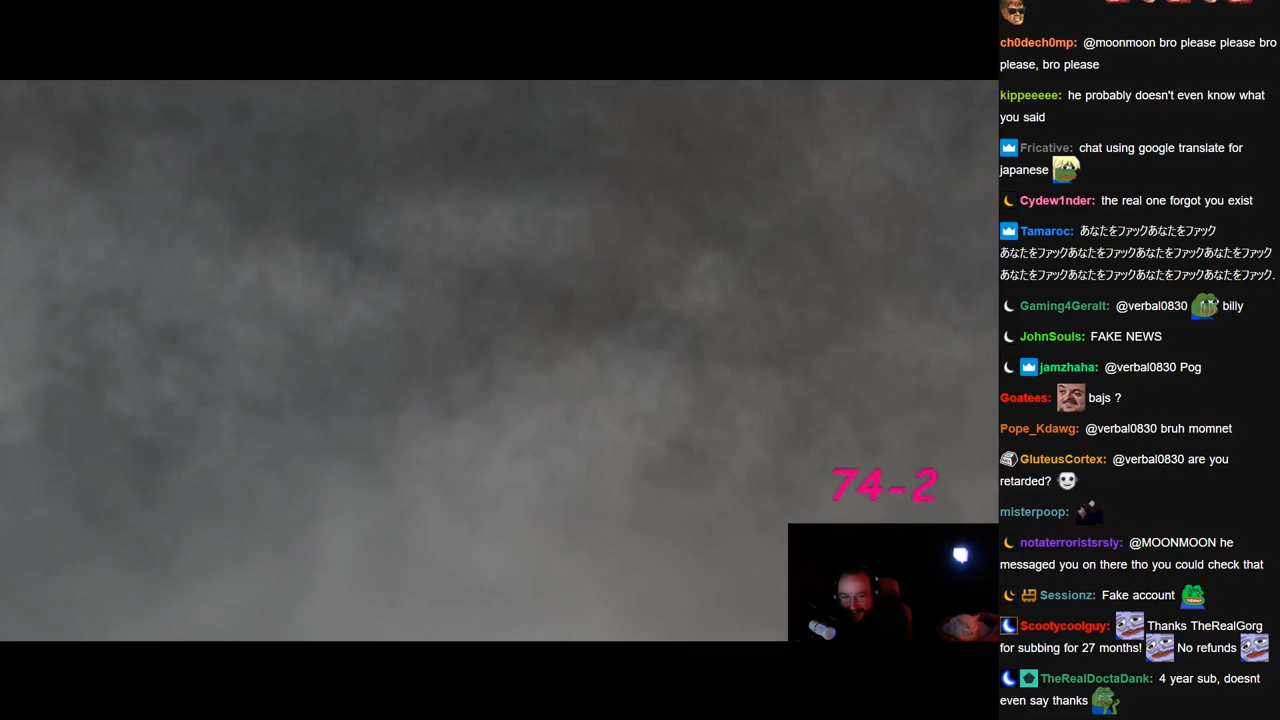 ch0dech0mp: @moonmoon bro please please bro
please, bro please
kippeeeee: he probably doesn't even know what
you said
Fricative: chat using google translate for
japanese
Cydew1nder: the real one forgot you exist
Tamaroc: あなたをファックあなたをファック
あなたをファックあなたをファックあなたをファックあなたをファック
あなたをファックあなたをファックあなたをファックあなたをファック.
Gaming4Geralt: @verbal0830 billy
JohnSouls: FAKE NEWS
jamzhaha: @verbal0830 Pog
Goatees: bajs ?
Pope_Kdawg: @verbal0830 bruh momnet
GluteusCortex: @verbal0830 are you
retarded?
misterpoop:
notaterroristsrsly: @MOONMOON he
messaged you on there tho you could check that
Sessionz: Fake account
Scootycoolguy: Thanks TheRealGorg
for subbing for 27 months! No refunds
TheRealDoctaDank: 4 year sub, doesnt
even say thanks
74-2